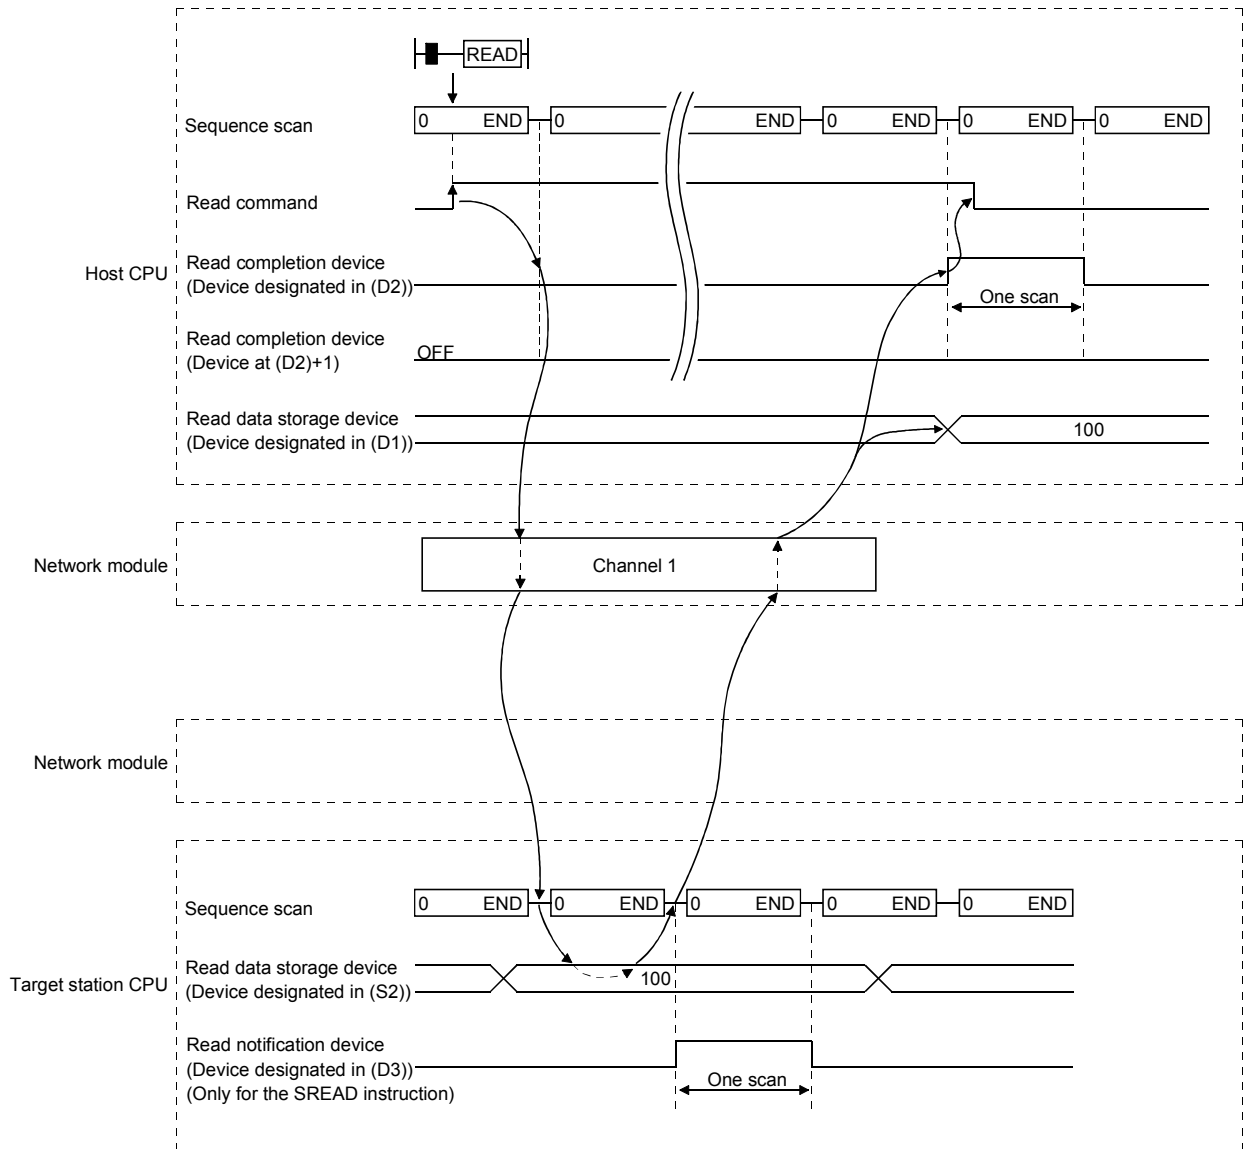 READ
Sequence scan
0 END 0 END 0 END 0 END 0 END
Read command
Host CPU
Read completion device
(Device designated in (D2))
One scan
Read completion device
(Device at (D2)+1)
OFF
Read data storage device
(Device designated in (D1))
100
Network module
Channel 1
Network module
Sequence scan
0 END 0 END 0 END 0 END 0 END
Target station CPU
Read data storage device
(Device designated in (S2))
100
Read notification device
(Device designated in (D3))
(Only for the SREAD instruction)
One scan